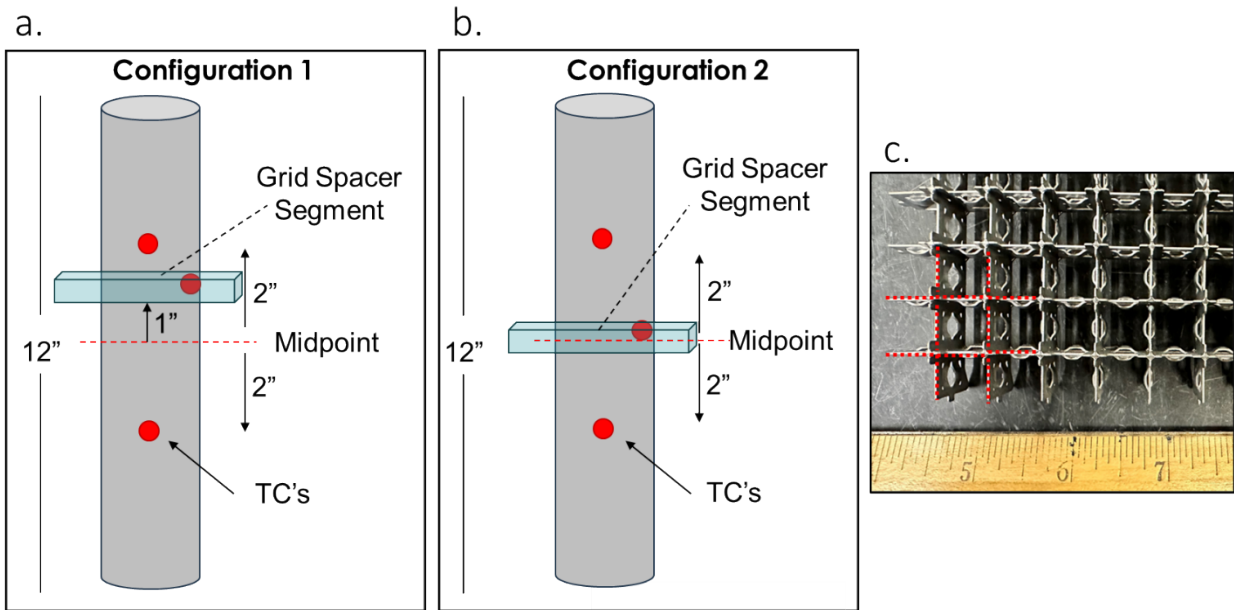 a.
Configuration 1
Grid Spacer
Segment
2”
1”
12”
Midpoint
2”
TC’s
b.
Configuration 2
Grid Spacer
Segment
2”
12”
Midpoint
2”
TC’s
c.
5
6
7